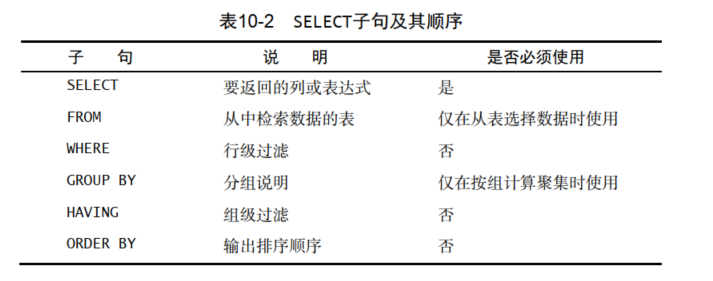 表10-2 SELECT子句及其顺序
子 句 说 明 是否必须使用
SELECT 要返回的列或表达式 是
FROM 从中检索数据的表 仅在从表选择数据时使用
WHERE 行级过滤 否
GROUP BY 分组说明 仅在按组计算聚集时使用
HAVING 组级过滤 否
ORDER BY 输出排序顺序 否